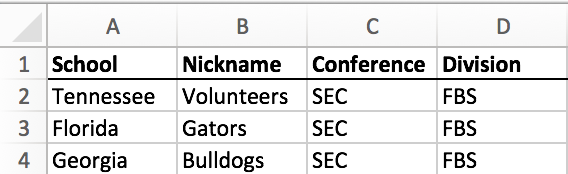 A B C D
1 School Nickname Conference Division
2 Tennessee Volunteers SEC FBS
3 Florida Gators SEC FBS
4 Georgia Bulldogs SEC FBS